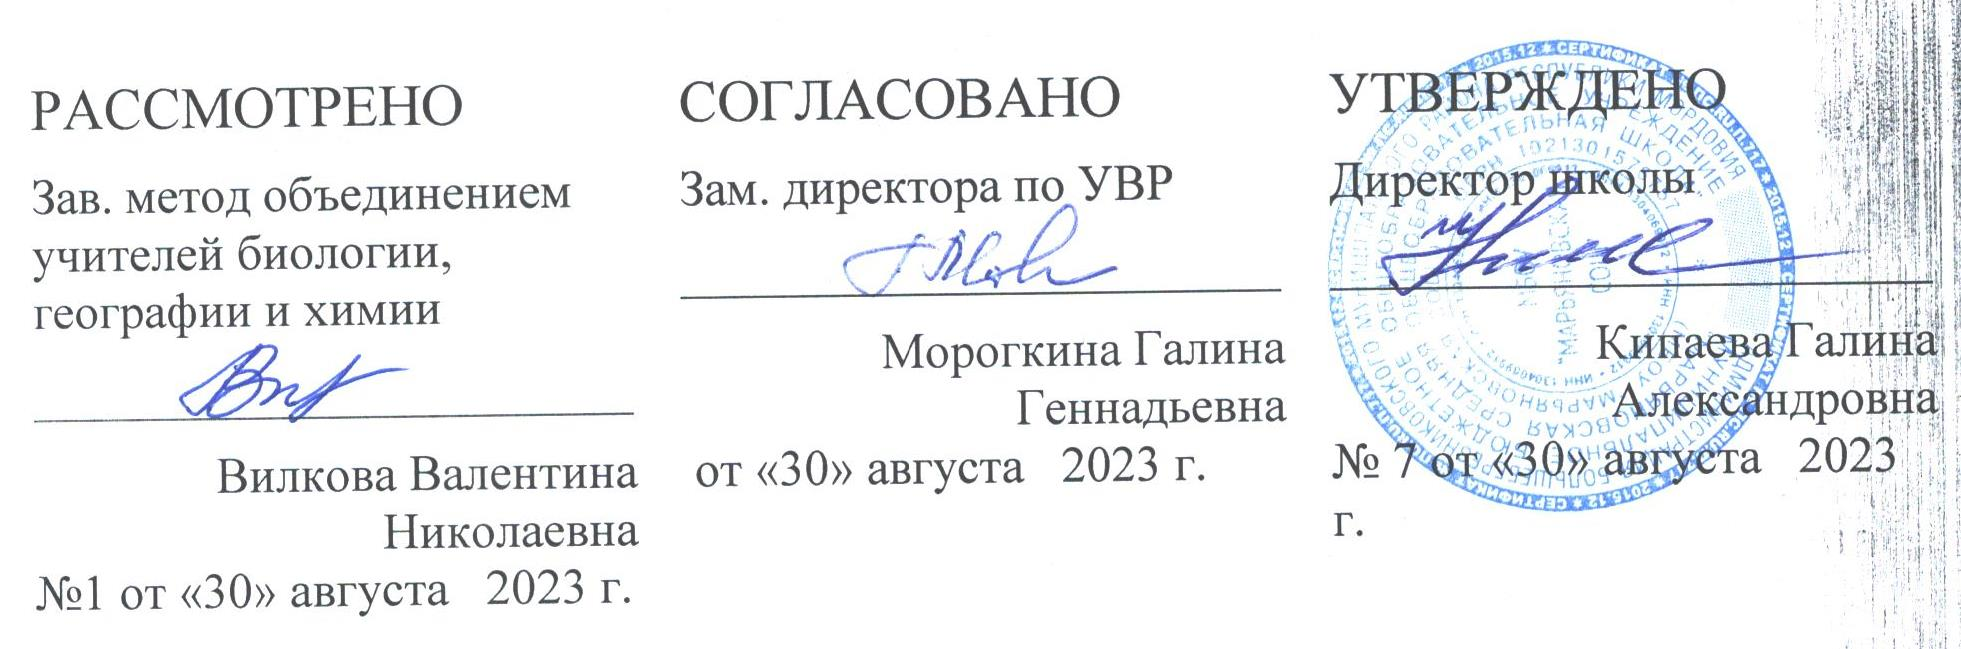 РАССМОТРЕНО
Зав. метод объединением
учителей биологии,
географии и химии
Вилкова Валентина
Николаевна
№1 от «30» августа 2023 г.
СОГЛАСОВАНО
Зам. директора по УВР
Морогкина Галина
Геннадьевна
от «30» августа 2023 г.
УТВЕРЖДЕНО
Директор школы
Кипаева Галина
Александровна
№ 7 от «30» августа 2023
г.